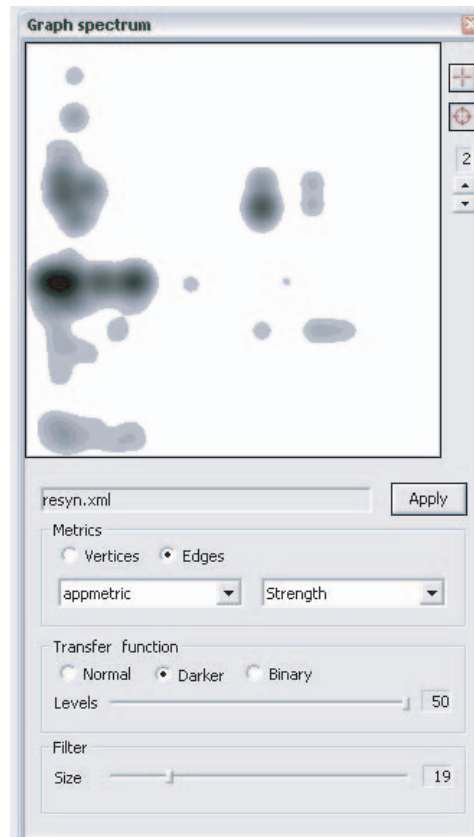 Graph spectrum
2
resyn.xml
Apply
Metrics
Vertices Edges
appmetric Strength
Transfer function
Normal Darker Binary
Levels 50
Filter
Size 19